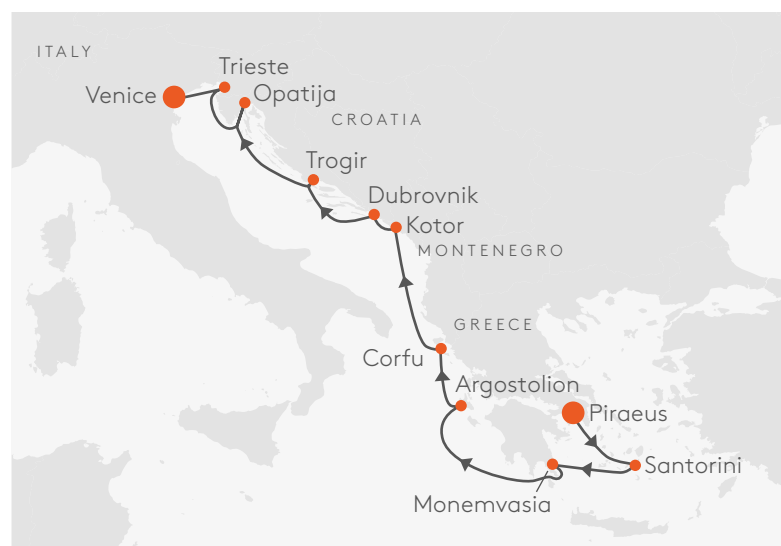 ITALY
Trieste
Venice
Opatija
CROATIA
Trogir
Dubrovnik
Kotor
MONTENEGRO
GREECE
Corfu
Argostolion
Piraeus
Santorini
Monemvasia